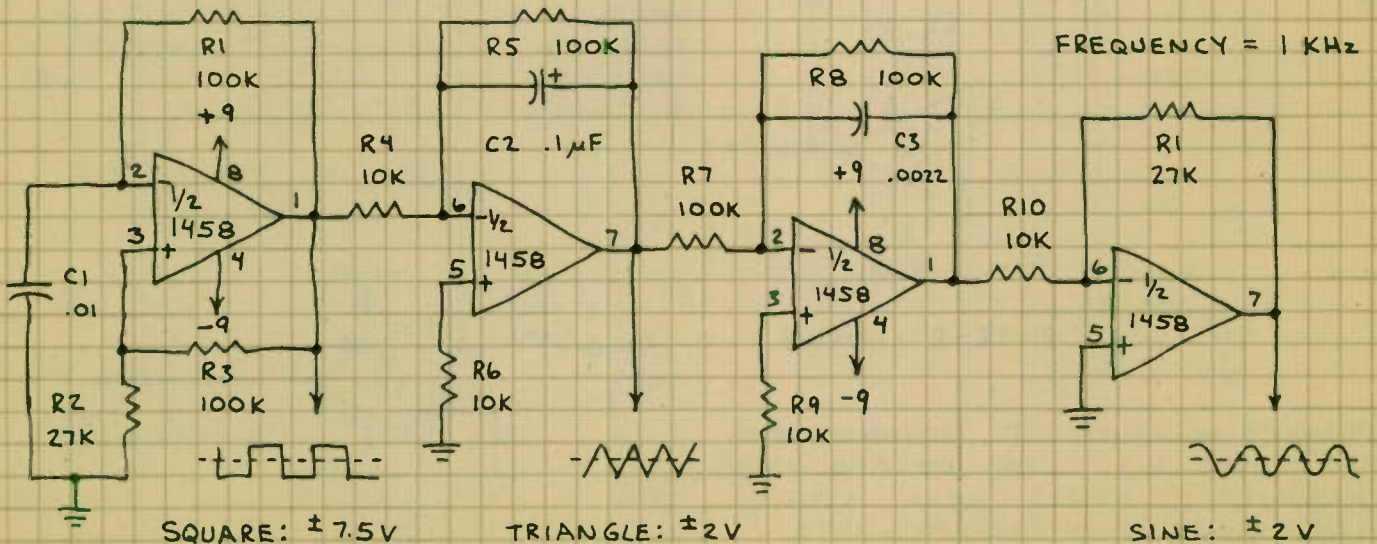 R1
100K
+9
2
8
-
1/2
1458
1
3
+
4
-9
C1
.01
R3
100K
R2
27K
R4
10K
R5 100K
+
C2 .1µF
6
-
1/2
1458
7
5
+
R6
10K
R7
100K
R8 100K
C3
.0022
+9
2
8
-
1/2
1458
1
3
+
4
-9
R9
10K
R10
10K
FREQUENCY = 1 KHz
R1
27K
6
-
1/2
1458
7
5
+
SQUARE: ±7.5V
TRIANGLE: ±2V
SINE: ±2V